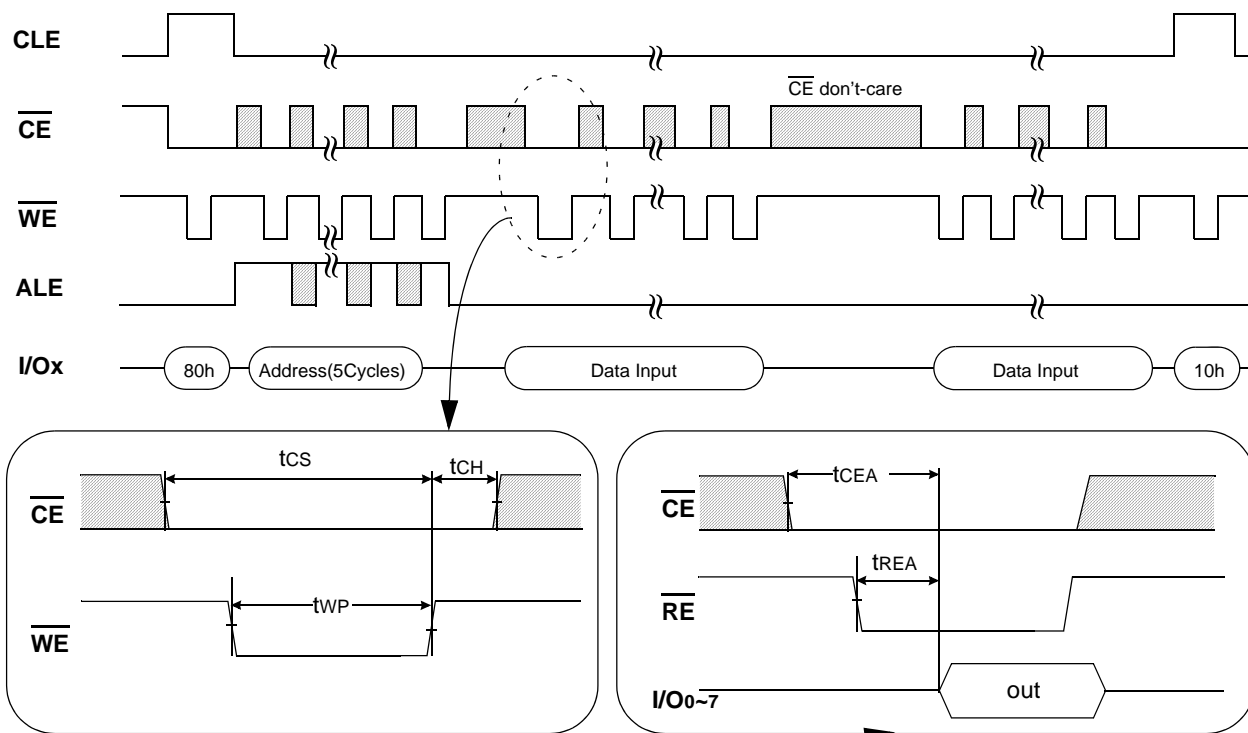 CLE
CE don't-care
CE
WE
ALE
I/Ox
80h
Address(5Cycles)
Data Input
Data Input
10h
tCS
tCH
CE
tWP
WE
tCEA
CE
tREA
RE
I/O0~7
out